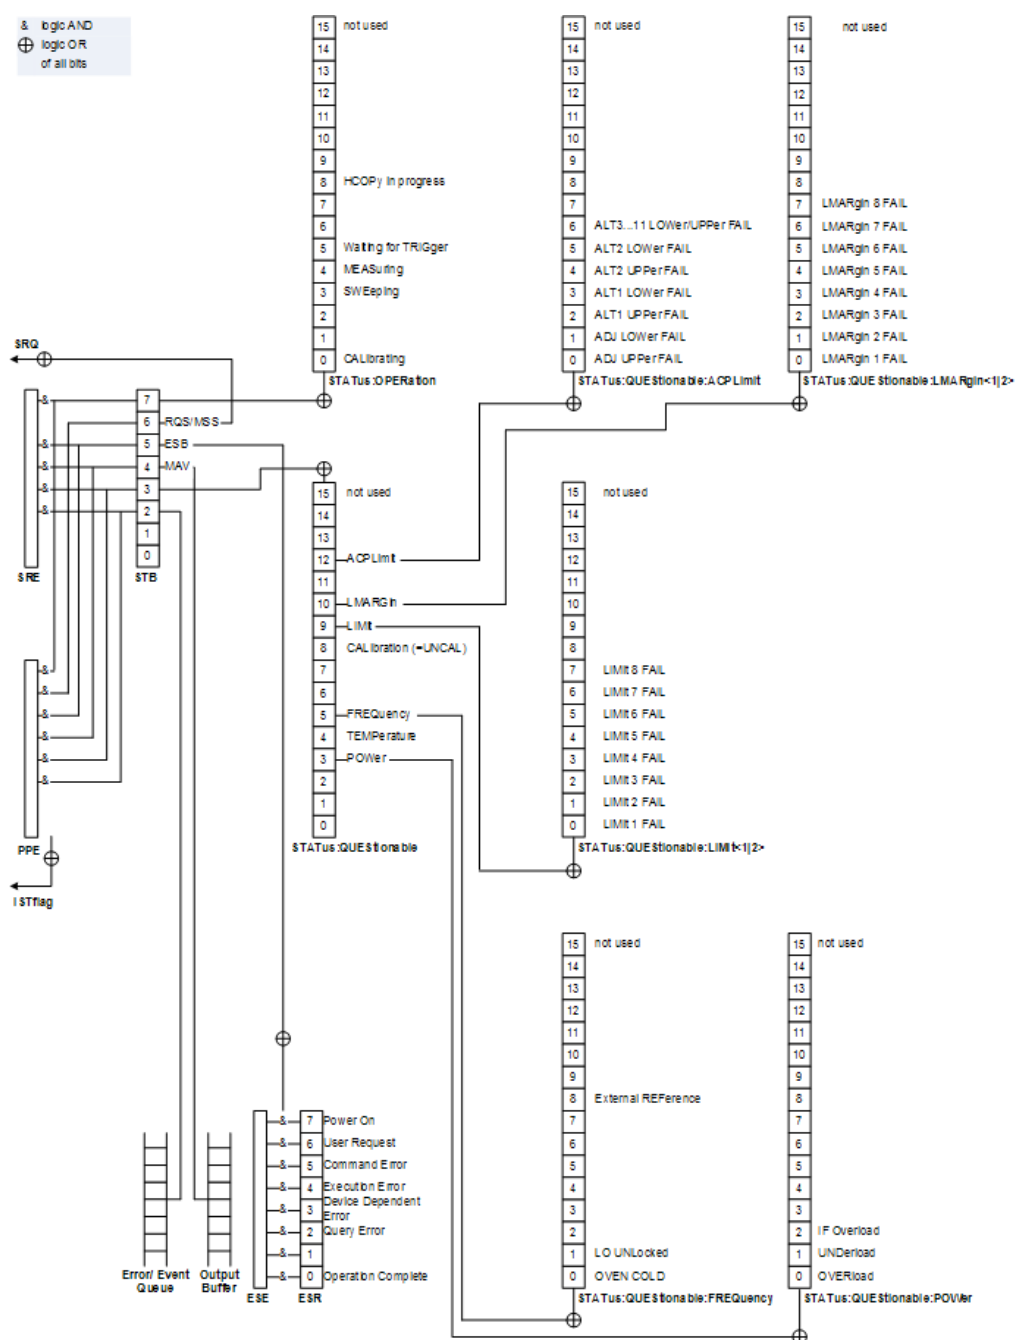 & logic AND
logic OR
of all bits
15 not used
14
13
12
11
10
9
8 HCOPy in progress
7
6
5 Waiting for TRIGger
4 MEASuring
3 SWEeping
2
1
0 CALibrating
STATus:OPERation
15 not used
14
13
12
11
10
9
8
7
6 ALT3...11 LOWer/UPPer FAIL
5 ALT2 LOWer FAIL
4 ALT2 UPPer FAIL
3 ALT1 LOWer FAIL
2 ALT1 UPPer FAIL
1 ADJ LOWer FAIL
0 ADJ UPPer FAIL
STATus:QUEStionable:ACPLimit
15 not used
14
13
12
11
10
9
8
7 LMARgin 8 FAIL
6 LMARgin 7 FAIL
5 LMARgin 6 FAIL
4 LMARgin 5 FAIL
3 LMARgin 4 FAIL
2 LMARgin 3 FAIL
1 LMARgin 2 FAIL
0 LMARgin 1 FAIL
STATus:QUEStionable:LMARgin<1|2>
SRQ
& 7
6 RQS/MSS
& 5 ESB
& 4 MAV
& 3
& 2
1
0
SRE
STB
15 not used
14
13
12 ACPLimit
11
10 LMARGin
9 LIMit
8 CALibration (=UNCAL)
7
6
5 FREQuency
4 TEMPerature
3 POWer
2
1
0
STATus:QUEStionable
15 not used
14
13
12
11
10
9
8
7 LIMit 8 FAIL
6 LIMit 7 FAIL
5 LIMit 6 FAIL
4 LIMit 5 FAIL
3 LIMit 4 FAIL
2 LIMit 3 FAIL
1 LIMit 2 FAIL
0 LIMit 1 FAIL
STATus:QUEStionable:LIMit<1|2>
&
&
&
&
&
&
PPE
ISTflag
15 not used
14
13
12
11
10
9
8 External REFerence
7
6
5
4
3
2
1 LO UNLocked
0 OVEN COLD
STATus:QUEStionable:FREQuency
15 not used
14
13
12
11
10
9
8
7
6
5
4
3
2 IF Overload
1 UNDerload
0 OVERload
STATus:QUEStionable:POWer
& 7 Power On
& 6 User Request
& 5 Command Error
& 4 Execution Error
& 3 Device Dependent
Error
& 2 Query Error
& 1
& 0 Operation Complete
ESE
ESR
Error/ Event
Queue
Output
Buffer